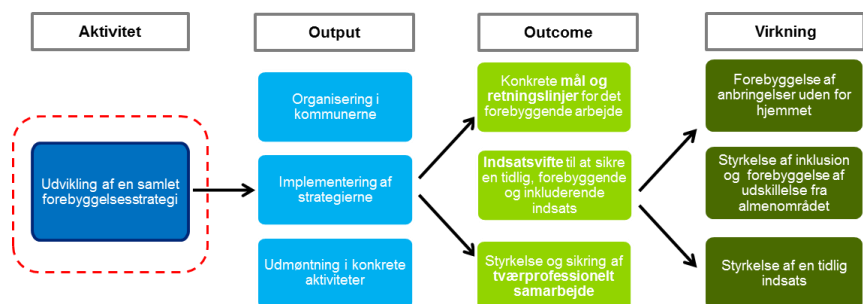 Aktivitet
Output
Outcome
Virkning
Udvikling af en samlet
forebyggelsesstrategi
Organisering i
kommunerne
Implementering af
strategierne
Udmøntning i konkrete
aktiviteter
Konkrete mål og
retningslinjer for det
forebyggende arbejde
Indsatsvifte til at sikre
en tidlig, forebyggende
og inkluderende
indsats
Styrkelse og sikring af
tværprofessionelt
samarbejde
Forebyggelse af
anbringelser uden for
hjemmet
Styrkelse af inklusion
og forebyggelse af
udskillelse fra
almenområdet
Styrkelse af en tidlig
indsats